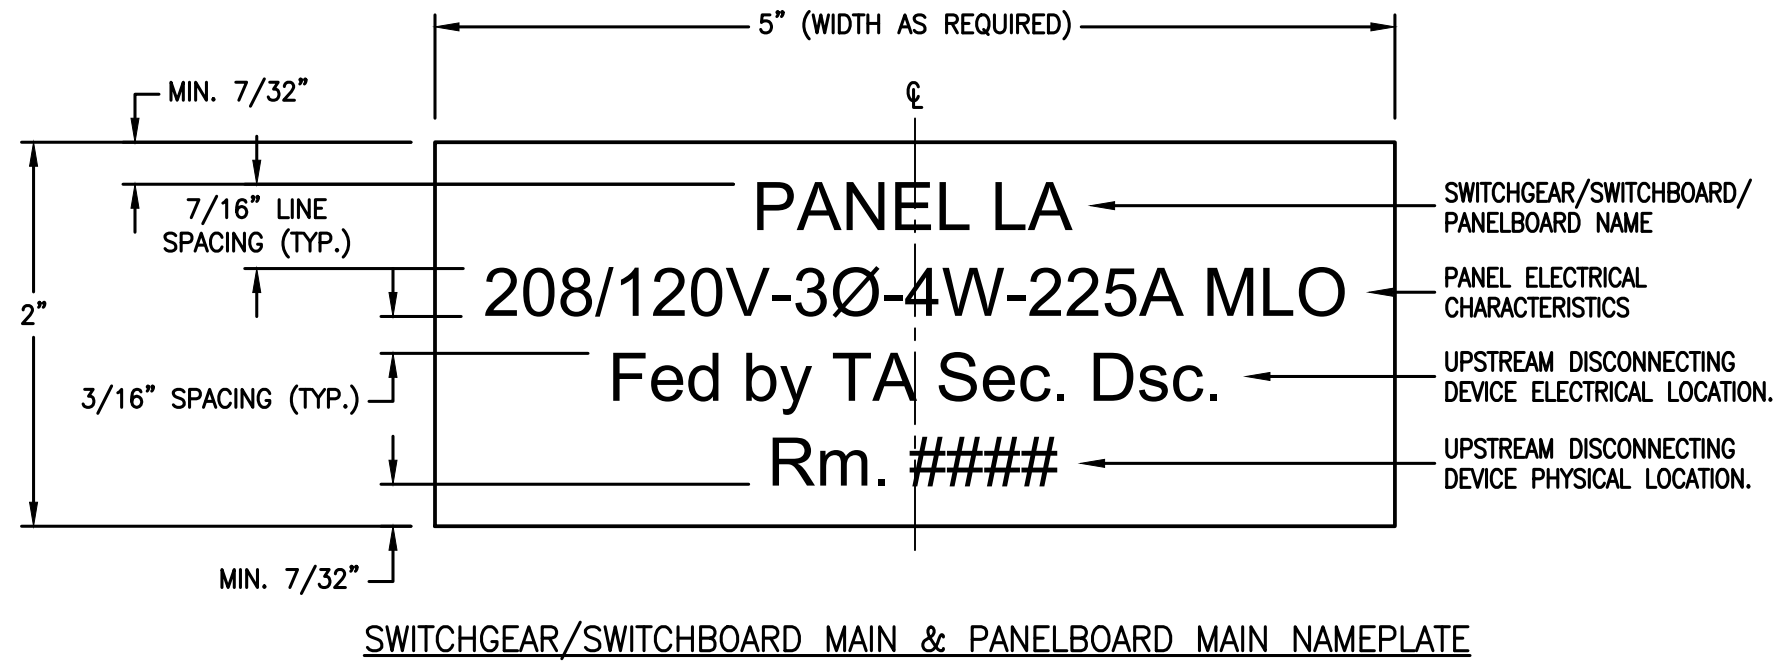 5” (WIDTH AS REQUIRED)
MIN. 7/32”
℄
7/16” LINE
SPACING (TYP.)
2”
3/16” SPACING (TYP.)
MIN. 7/32”
PANEL LA
208/120V-3Ø-4W-225A MLO
Fed by TA Sec. Dsc.
Rm. ####
SWITCHGEAR/SWITCHBOARD/
PANELBOARD NAME
PANEL ELECTRICAL
CHARACTERISTICS
UPSTREAM DISCONNECTING
DEVICE ELECTRICAL LOCATION.
UPSTREAM DISCONNECTING
DEVICE PHYSICAL LOCATION.
SWITCHGEAR/SWITCHBOARD MAIN & PANELBOARD MAIN NAMEPLATE